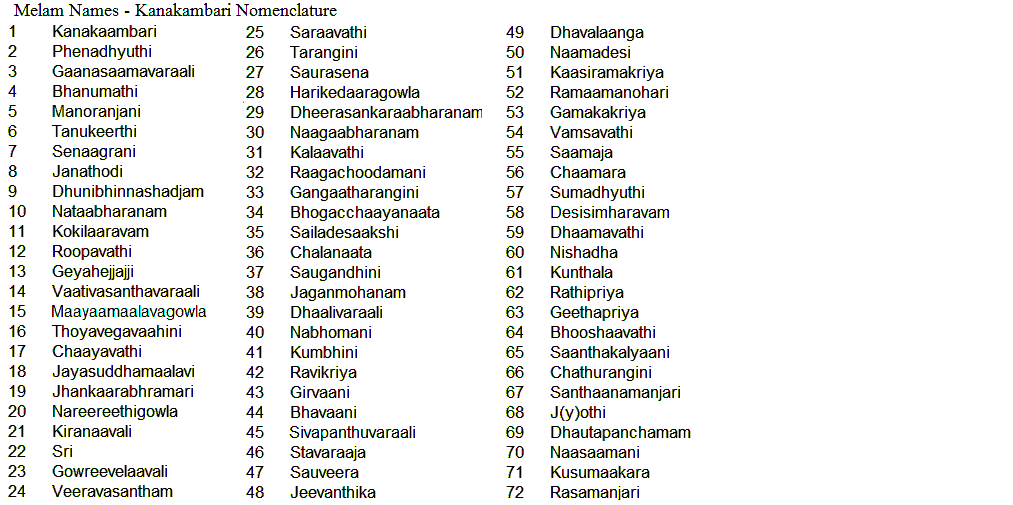 Melam Names - Kanakambari Nomenclature
1 Kanakaambari 25 Saraavathi 49 Dhavalaanga
2 Phenadhyuthi 26 Tarangini 50 Naamadesi
3 Gaanasaamavaraali 27 Saurasena 51 Kaasiramakriya
4 Bhanumathi 28 Harikedaaragowla 52 Ramaamanohari
5 Manoranjani 29 Dheerasankaraabharanam 53 Gamakakriya
6 Tanukeerthi 30 Naagaabharanam 54 Vamsavathi
7 Senaagrani 31 Kalaavathi 55 Saamaja
8 Janathodi 32 Raagachoodamani 56 Chaamara
9 Dhunibhinnashadjam 33 Gangaatharangini 57 Sumadhyuthi
10 Nataabharanam 34 Bhogacchaayanaata 58 Desisimharavam
11 Kokilaaravam 35 Sailadesaakshi 59 Dhaamavathi
12 Roopavathi 36 Chalanaata 60 Nishadha
13 Geyahejjajji 37 Saugandhini 61 Kunthala
14 Vaativasanthavaraali 38 Jaganmohanam 62 Rathipriya
15 Maayaamaalavagowla 39 Dhaalivaraali 63 Geethapriya
16 Thoyavegavaahini 40 Nabhomani 64 Bhooshaavathi
17 Chaayavathi 41 Kumbhini 65 Saanthakalyaani
18 Jayasuddhamaalavi 42 Ravikriya 66 Chathurangini
19 Jhankaarabhramari 43 Girvaani 67 Santhaanamanjari
20 Nareereethigowla 44 Bhavaani 68 J(y)othi
21 Kiranaavali 45 Sivapanthuvaraali 69 Dhautapanchamam
22 Sri 46 Stavaraaja 70 Naasaamani
23 Gowreevelaavali 47 Sauveera 71 Kusumaakara
24 Veeravasantham 48 Jeevanthika 72 Rasamanjari